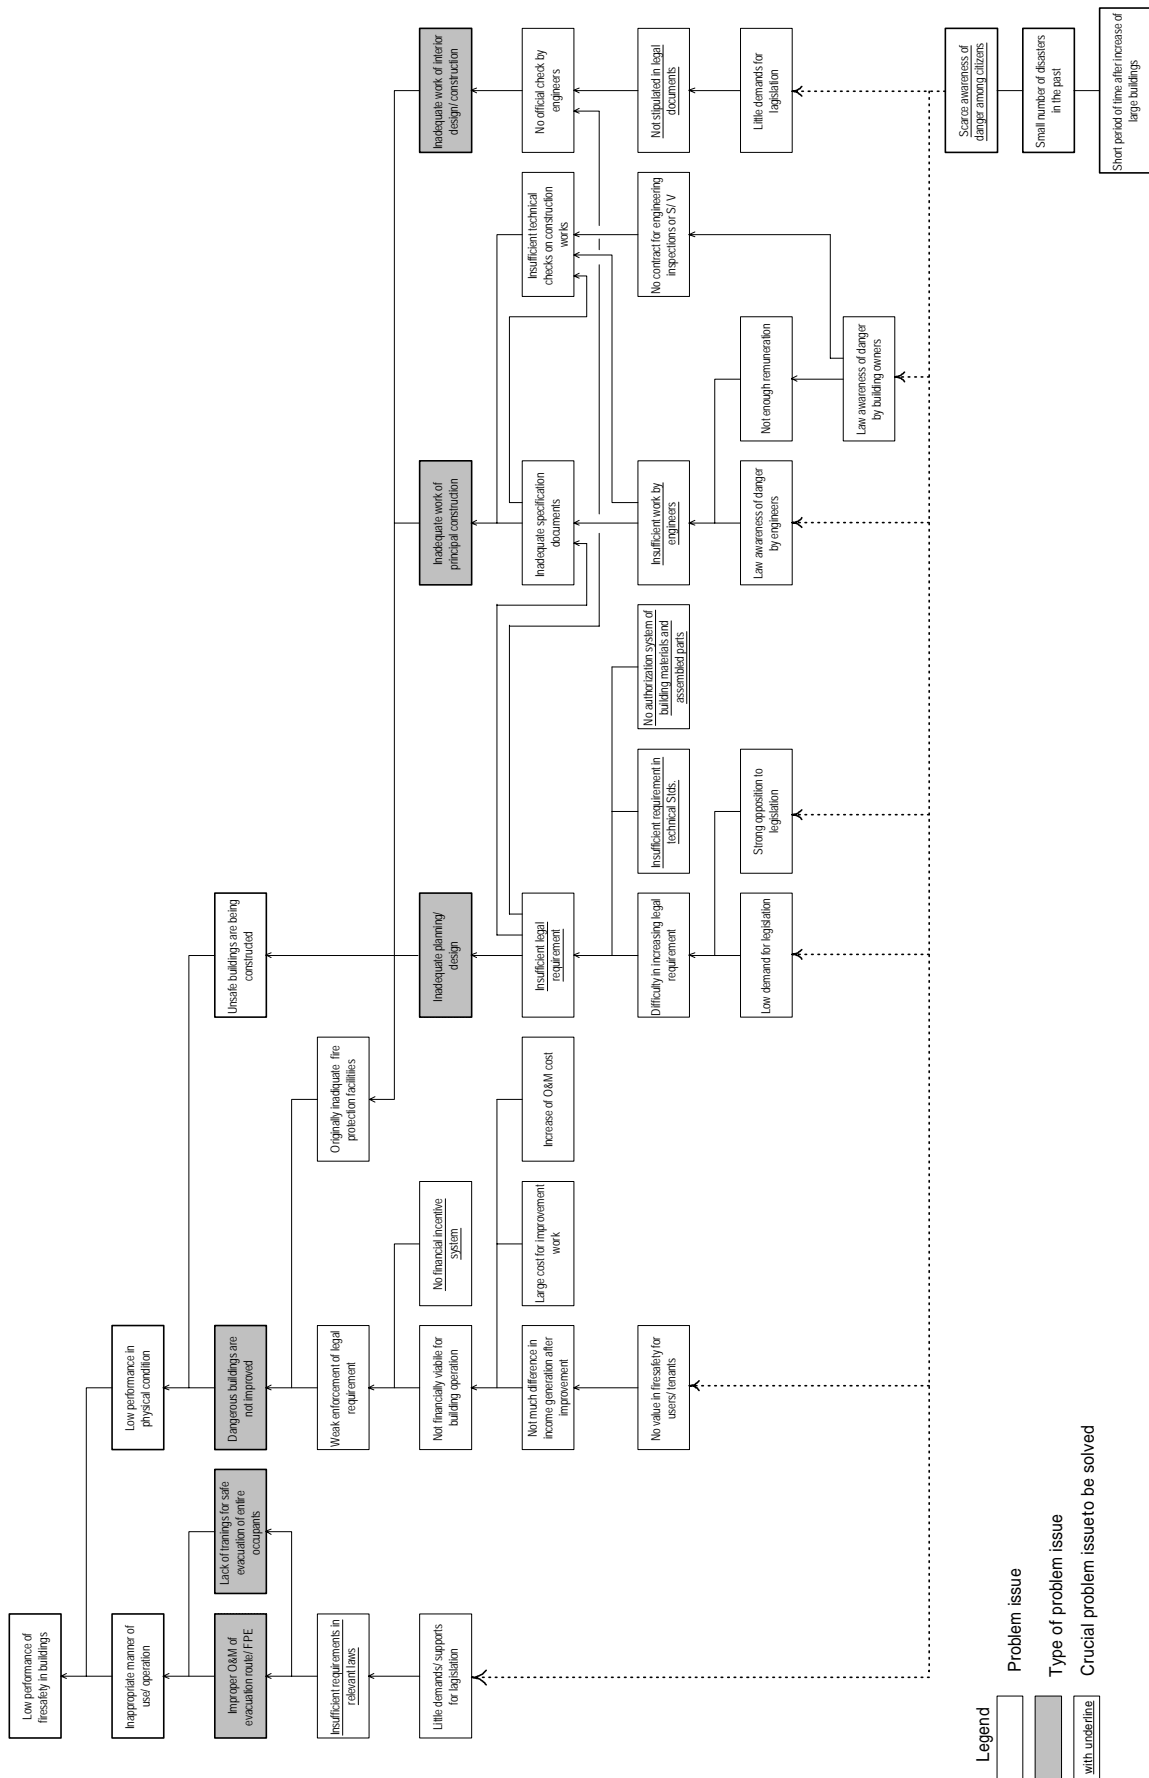 Low performance of
firesafety in buildings
Inappropriate manner of
use/ operation
Low performance in
physical condition
Improper O&M of
evacuation route/ FPE
Lack of tranings for safe
evacuation of entire
occupants
Dangerous buildings are
not improved
Unsafe buildings are being
constructed
Insufficient requirements in
relevant laws
Weak enforcement of legal
requirement
Originally inadiquate fire
protection facilitiies
Little demands/ supports
for lagislation
Not financially viabile for
building operation
No financial incentive
system
Inadequate planning/
design
Inadequate work of
principal construction
Inadequate work of interior
design/ construction
Not much difference in
income generation after
improvement
Large cost for improvement
work
Increase of O&M cost
Insufficient legal
requirement
Inadequate specification
documents
Insufficient technical
checks on construction
works
No official check by
engineers
No value in firesafety for
users/ tenants
Difficulty in increasing legal
requirement
Insufficient requirement in
technical Stds.
No authorization system of
building materials and
assembled parts
Insufficient work by
engineers
No contract for engineering
inspections or S/ V
Not stipulated in legal
documents
Low demand for legislation
Strong opposition to
legislation
Law awareness of danger
by engineers
Not enough remuneration
Little demands for
lagislation
Law awareness of danger
by building owners
Scarce awareness of
danger among citizens
Small number of disasters
in the past
Short period of time after increase of
large buildings
Legend
Problem issue
Type of problem issue
with underline
Crucial problem issueto be solved